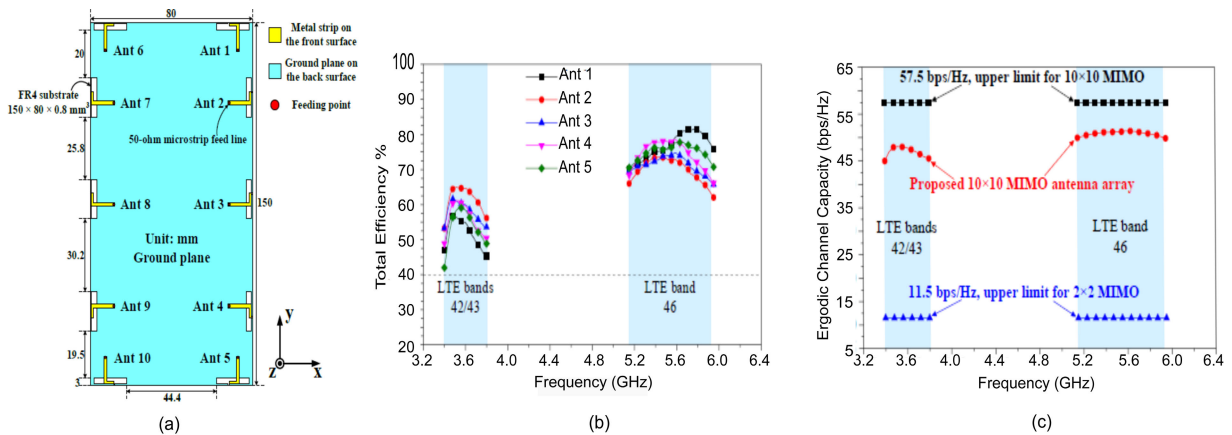 80
Ant 6
Ant 1
20
FR4 substrate
150 × 80 × 0.8 mm³
Ant 7
Ant 2
50-ohm microstrip feed line
25.8
Ant 8
Ant 3
150
Unit: mm
Ground plane
30.2
Ant 9
Ant 4
19.5
Ant 10
Ant 5
3
44.4
Metal strip on
the front surface
Ground plane on
the back surface
Feeding point
y
z
x
(a)
Total Efficiency %
100
90
80
70
60
50
40
30
20
Ant 1
Ant 2
Ant 3
Ant 4
Ant 5
LTE bands
42/43
LTE band
46
3.2 3.6 4.0 4.4 4.8 5.2 5.6 6.0 6.4
Frequency (GHz)
(b)
Ergodic Channel Capacity (bps/Hz)
65
55
45
35
25
15
5
57.5 bps/Hz, upper limit for 10×10 MIMO
Proposed 10×10 MIMO antenna array
LTE bands
42/43
LTE band
46
11.5 bps/Hz, upper limit for 2×2 MIMO
3.2 3.6 4.0 4.4 4.8 5.2 5.6 6.0 6.4
Frequency (GHz)
(c)